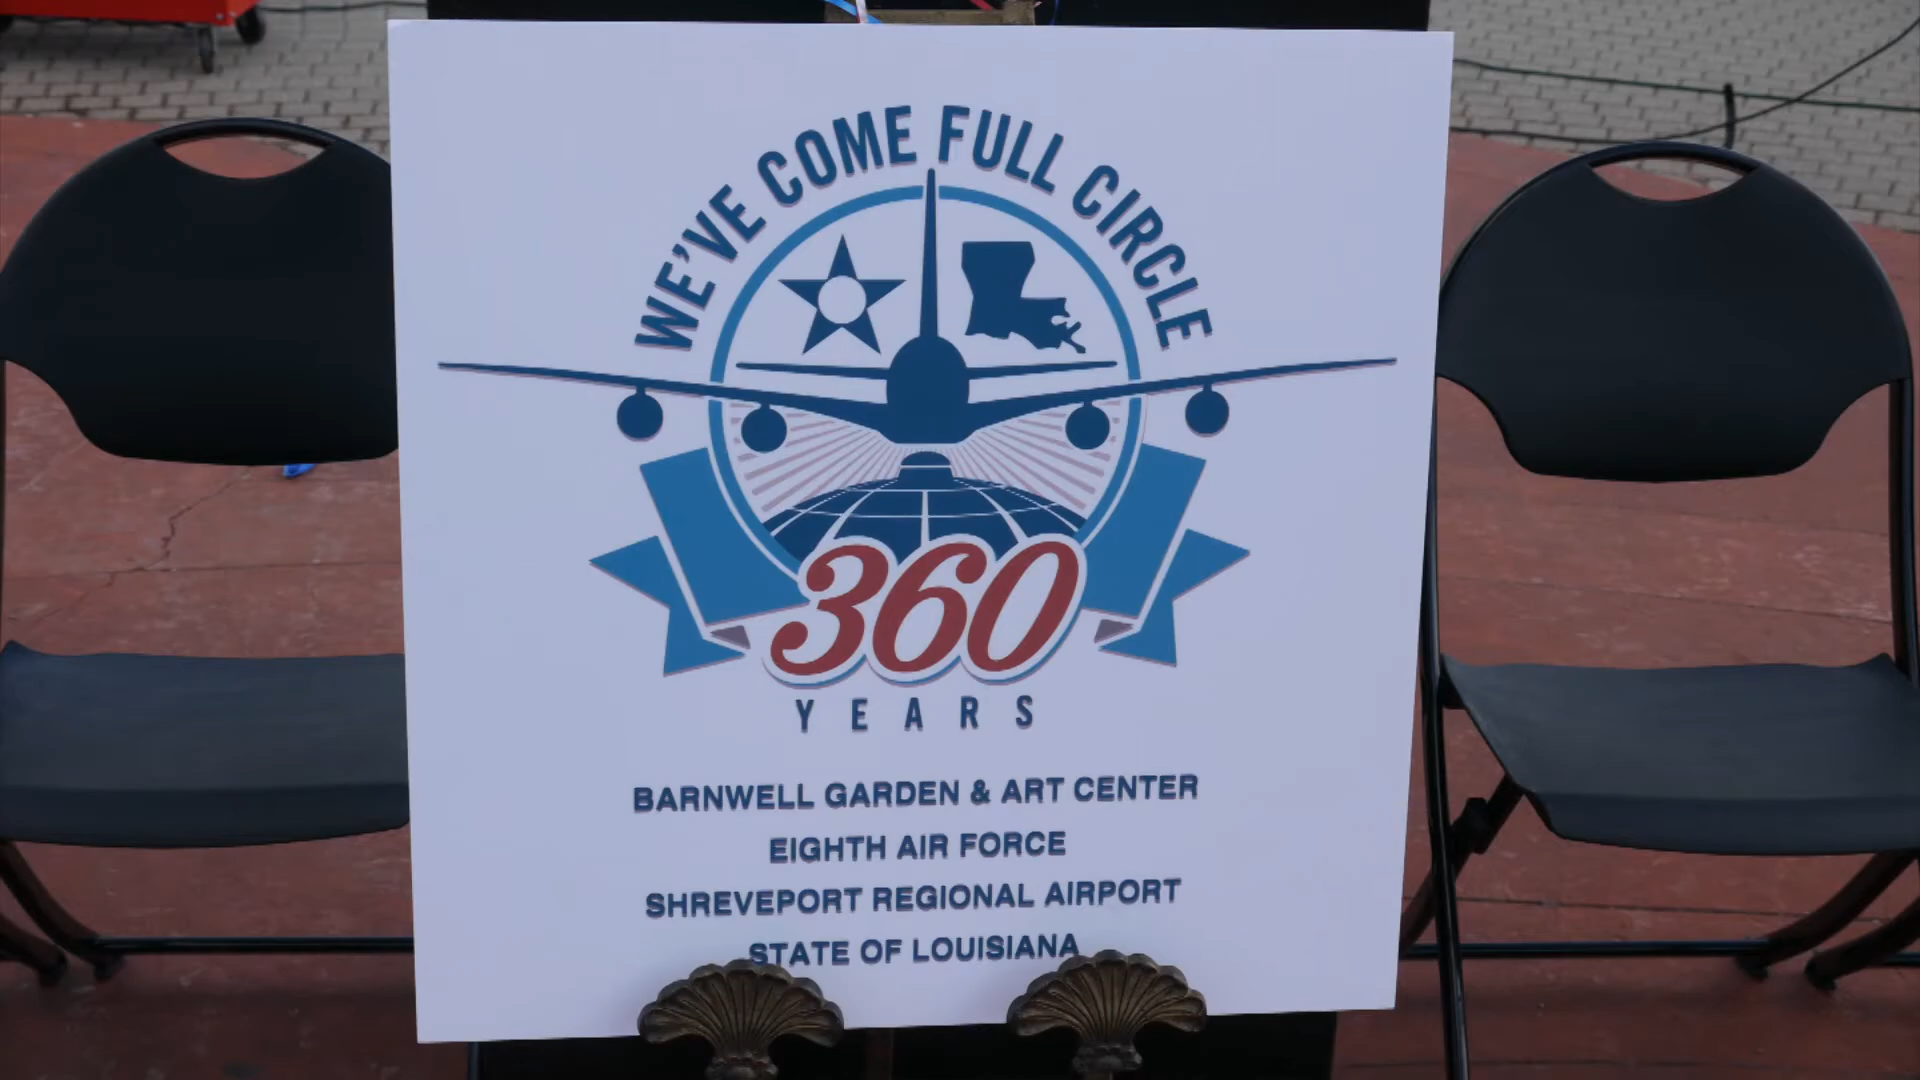 WE'VE COME FULL CIRCLE
360
YEARS
BARNWELL GARDEN & ART CENTER
EIGHTH AIR FORCE
SHREVEPORT REGIONAL AIRPORT
STATE OF LOUISIANA